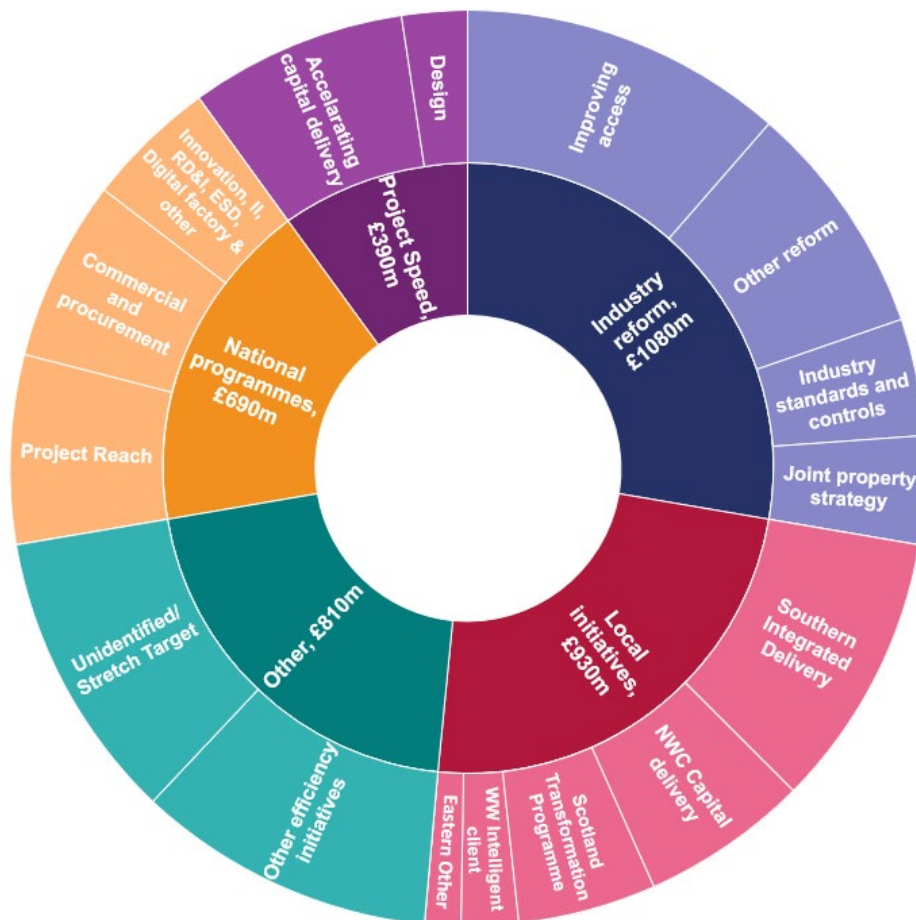 Improving
access
Other reform
Industry
standards and
controls
Joint property
strategy
Industry
reform,
£1080m
Southern
Integrated
Delivery
NWC Capital
delivery
Scotland
Transformation
Programme
WW Intelligent
client
Eastern Other
Local
initiatives,
£930m
Other efficiency
initiatives
Unidentified/
Stretch Target
Other, £810m
Project Reach
Commercial
and
procurement
Innovation, II,
RD&I, ESD,
Digital factory &
other
National
programmes,
£690m
Accelarating
capital delivery
Design
Project Speed,
£390m